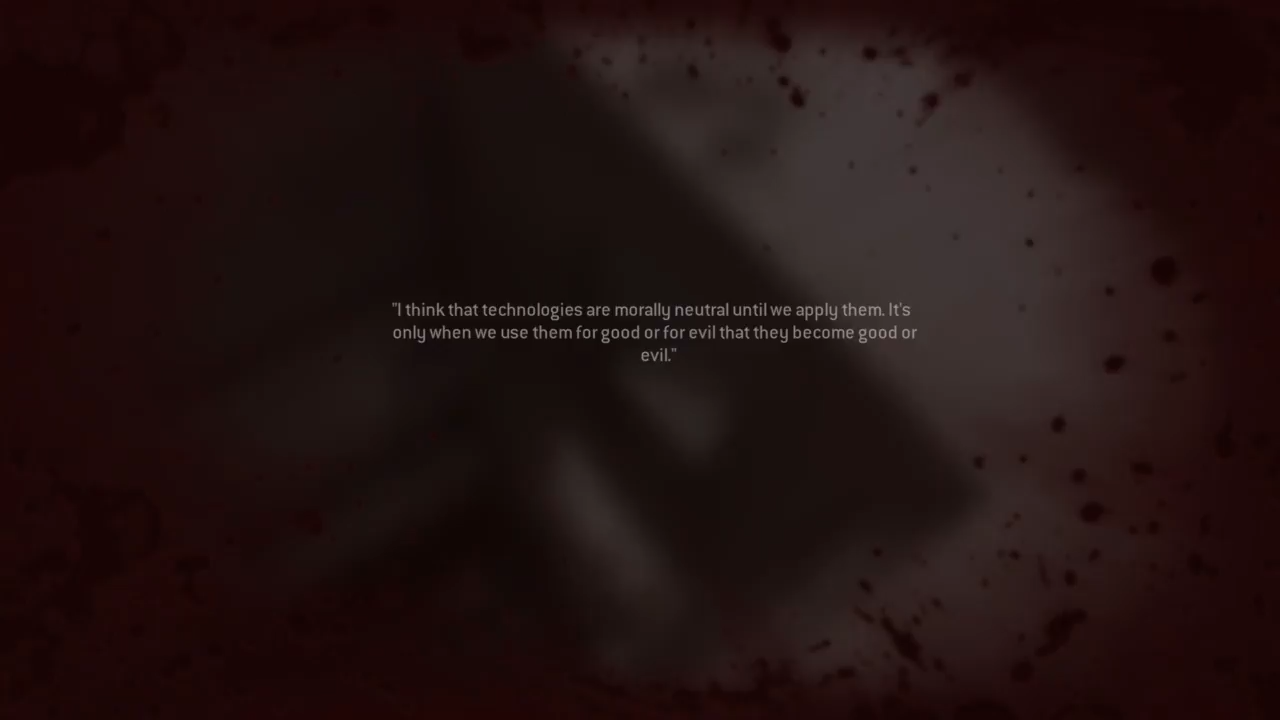 "I think that technologies are morally neutral until we apply them. It's
only when we use them for good or for evil that they become good or
evil."